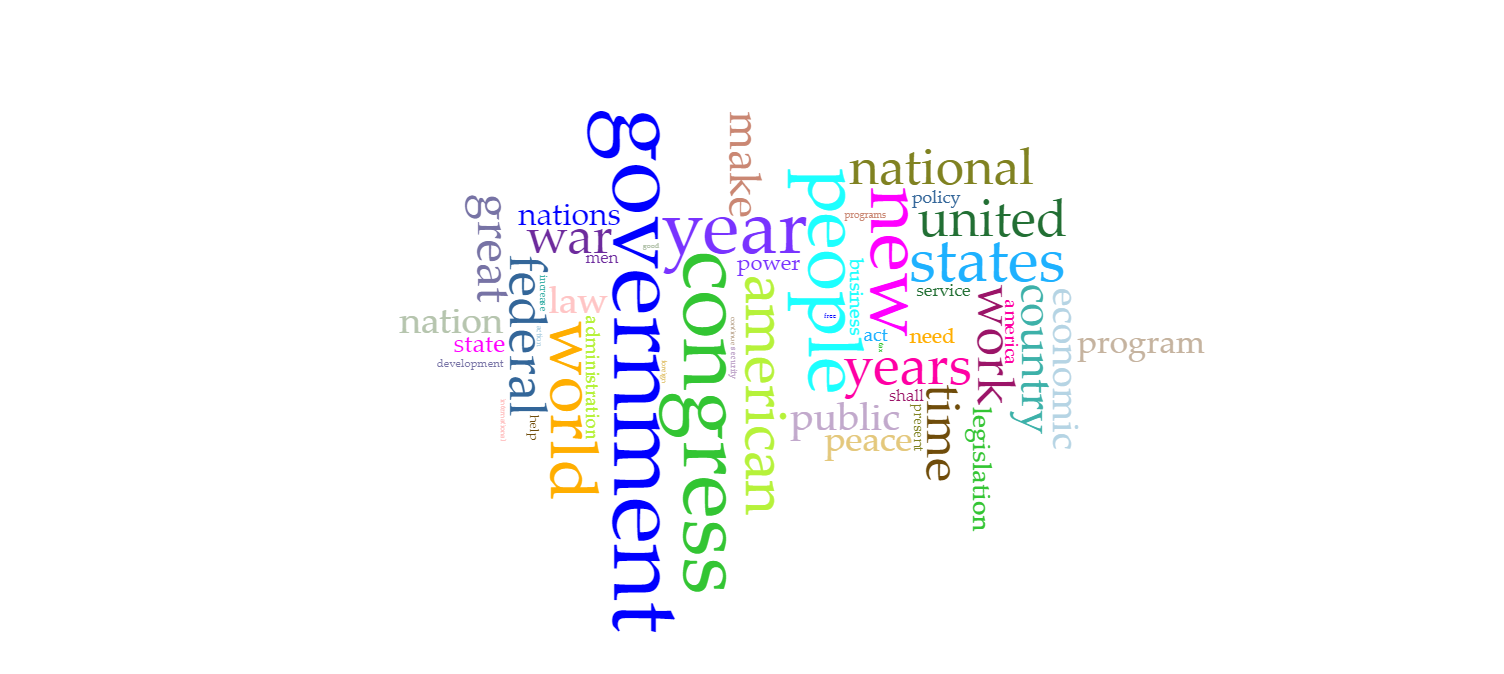 government
congress
make
people
national
new
policy
programs
united
great
nations
year
war
good
men
states
power
federal
increase
business
american
service
work
america
country
economic
law
free
nation
world
administration
action
continue
security
act
need
tax
state
program
development
foreign
years
time
shall
public
present
legislation
international
help
peace